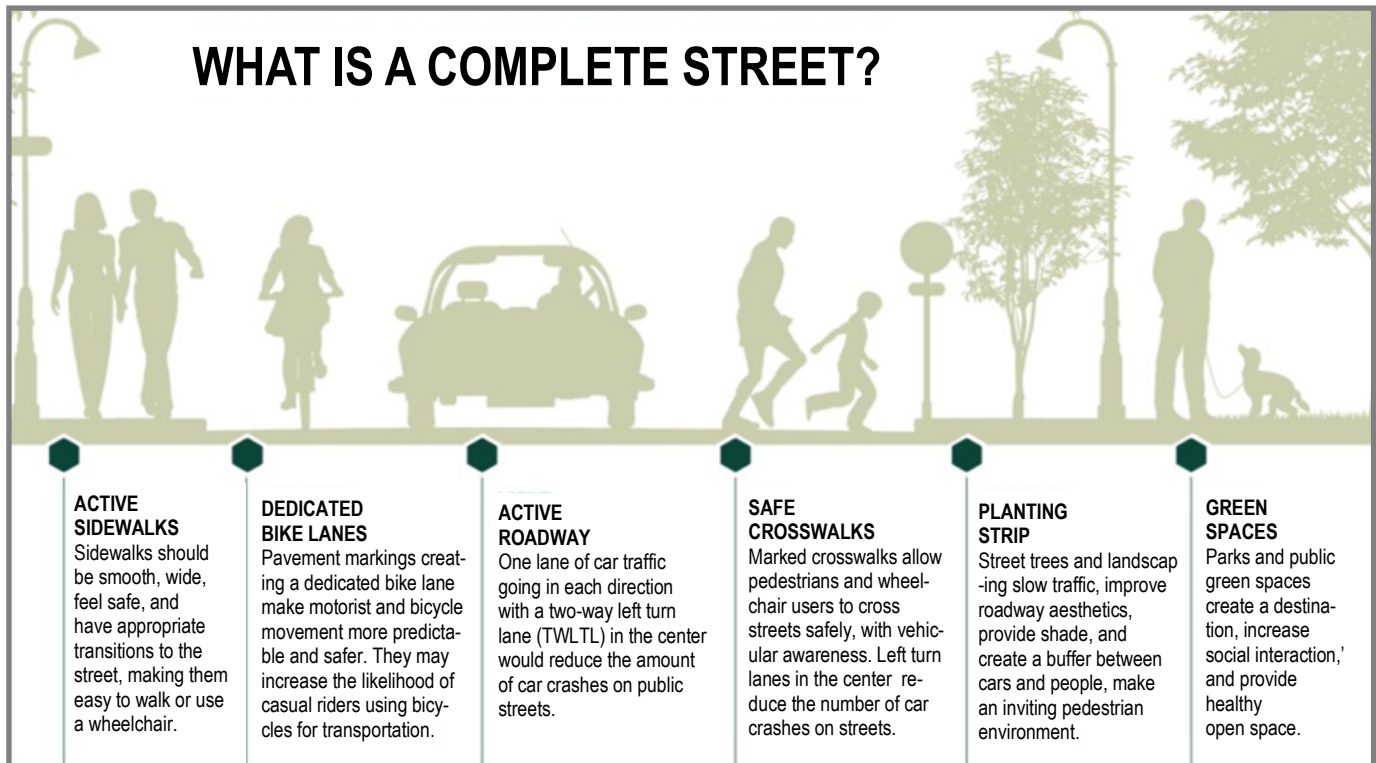 WHAT IS A COMPLETE STREET?
ACTIVE
SIDEWALKS
Sidewalks should
be smooth, wide,
feel safe, and
have appropriate
transitions to the
street, making them
easy to walk or use
a wheelchair.
DEDICATED
BIKE LANES
Pavement markings creat-
ing a dedicated bike lane
make motorist and bicycle
movement more predicta-
ble and safer. They may
increase the likelihood of
casual riders using bicy-
cles for transportation.
ACTIVE
ROADWAY
One lane of car traffic
going in each direction
with a two-way left turn
lane (TWLTL) in the center
would reduce the amount
of car crashes on public
streets.
SAFE
CROSSWALKS
Marked crosswalks allow
pedestrians and wheel-
chair users to cross
streets safely, with vehic-
ular awareness. Left turn
lanes in the center  re-
duce the number of car
crashes on streets.
PLANTING
STRIP
Street trees and landscap
-ing slow traffic, improve
roadway aesthetics,
provide shade, and
create a buffer between
cars and people, make
an inviting pedestrian
environment.
GREEN
SPACES
Parks and public
green spaces
create a destina-
tion, increase
social interaction,’
and provide
healthy
open space.